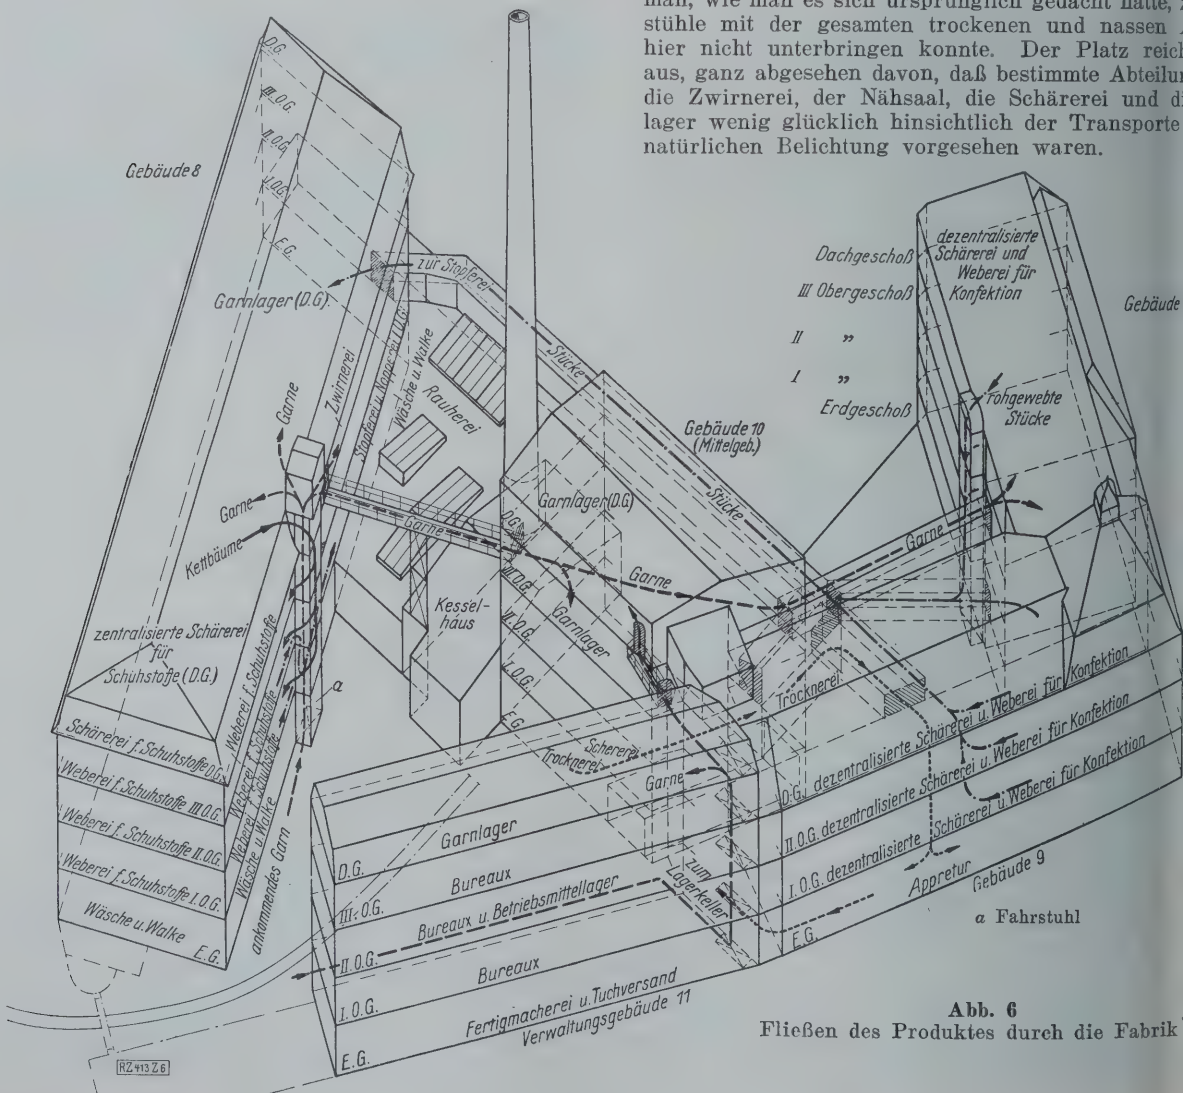 man, wie man es sich ursprünglich gedacht hatte,
stühle mit der gesamten trockenen und nassen
hier nicht unterbringen konnte. Der Platz reich
aus, ganz abgesehen davon, daß bestimmte Abteilun
die Zwirnerei, der Nähsaal, die Schärerei und di
lager wenig glücklich hinsichtlich der Transporte
natürlichen Belichtung vorgesehen waren.
Gebäude 8
D.G.
III.O.G.
II.O.G.
I.O.G.
E.G.
zur Stopferei
Garnlager (D.G.)
Stücke
Zwirnerei
Stopferei u. Noppserei (D.G.)
Wäsche u. Walke
Rauherei
Garne
Garne
Kettbäume
Garne
Kesselhaus
Gebäude 10
(Mittelgeb.)
Garnlager (D.G.)
Stücke
D.G.
III.O.G.
II.O.G.
I.O.G.
E.G.
Garnlager
Garne
Dachgeschoß
III Obergeschoß
II „
I „
Erdgeschoß
dezentralisierte
Schärerei und
Weberei für
Konfektion
Gebäude
rohgewebte
Stücke
Garne
zentralisierte Schärerei
für
Schuhstoffe (D.G.)
Schärerei f. Schuhstoffe D.G.
Weberei f. Schuhstoffe III.O.G.
Weberei f. Schuhstoffe II.O.G.
Weberei f. Schuhstoffe I.O.G.
Wäsche u. Walke E.G.
Weberei f. Schuhstoffe
Weberei f. Schuhstoffe
Weberei f. Schuhstoffe
Wäsche u. Walke
ankommendes Garn
a
Trocknerei
Schererei
Trocknerei
Garne
D.G. Garnlager
III.O.G. Bureaux
II.O.G. Bureaux u. Betriebsmittellager
I.O.G. Bureaux
E.G. Fertigmacherei u. Tuchversand
Verwaltungsgebäude 11
zum
Lagerkeller
D.G. dezentralisierte Schärerei u. Weberei für Konfektion
II.O.G. dezentralisierte Schärerei u. Weberei für Konfektion
I.O.G. dezentralisierte Schärerei u. Weberei für Konfektion
E.G. Appretur
Gebäude 9
a Fahrstuhl
Abb. 6
Fließen des Produktes durch die Fabrik
RZ413Z6